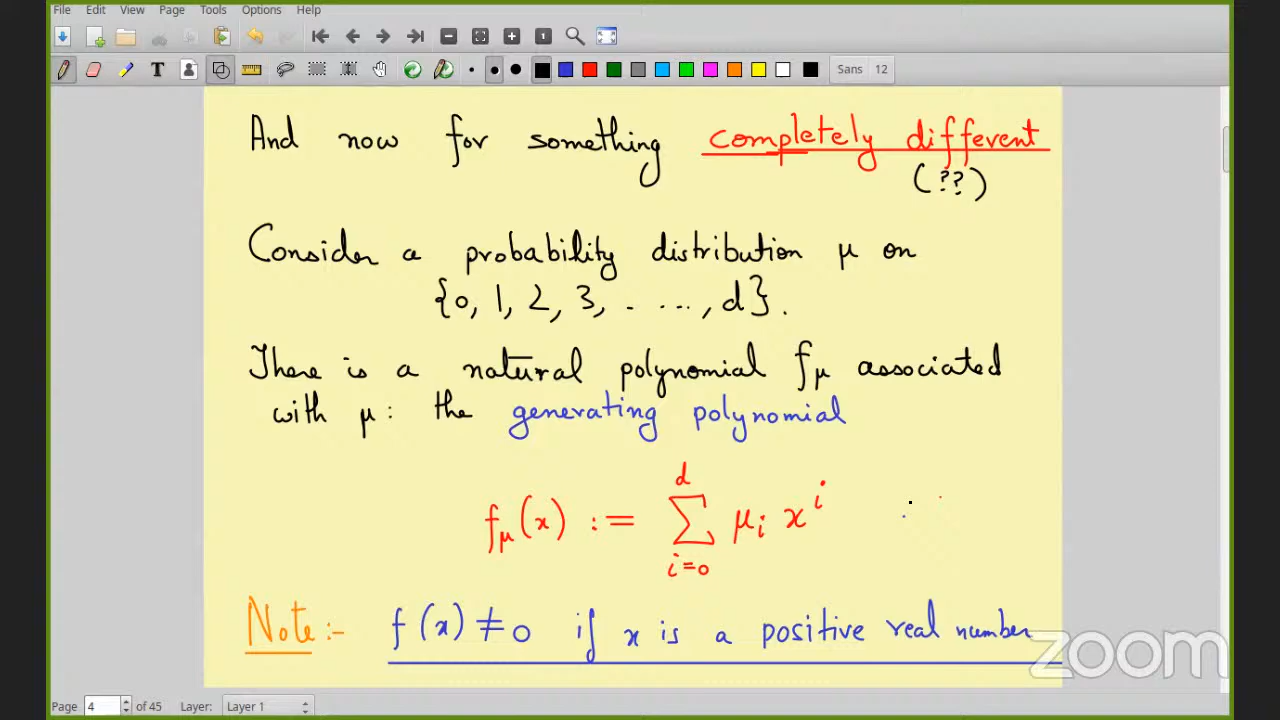 File Edit View Page Tools Options Help
Sans 12
And now for something completely different
(??)
Consider a probability distribution μ on
{0, 1, 2, 3, . ..., d}.
There is a natural polynomial fμ associated
with μ: the generating polynomial
d
fμ(x) := Σ μi x^i
i=0
Note:- f(x) ≠ 0 if x is a positive real number
zoom
Page 4 of 45 Layer: Layer 1